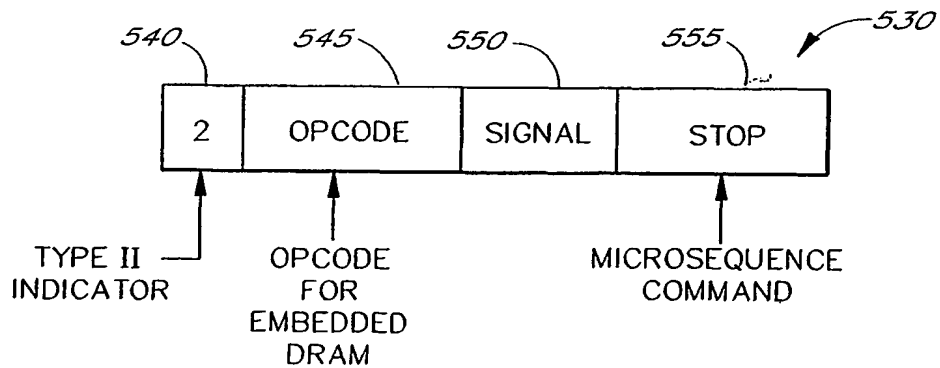 540 545 550 555 530
2 OPCODE SIGNAL STOP
TYPE II
INDICATOR
OPCODE
FOR
EMBEDDED
DRAM
MICROSEQUENCE
COMMAND